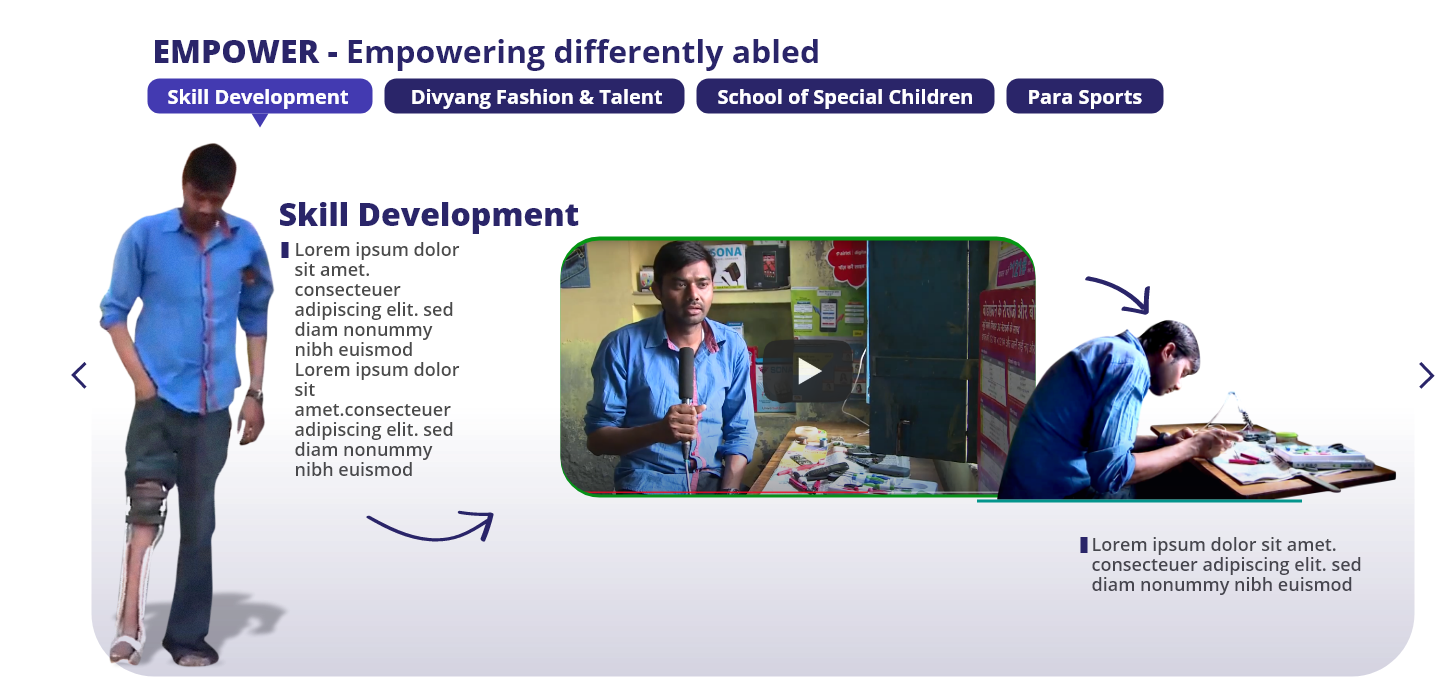 EMPOWER - Empowering differently abled
Skill Development
Divyang Fashion & Talent
School of Special Children
Para Sports
Skill Development
Lorem ipsum dolor
sit amet.
consecteuer
adipiscing elit. sed
diam nonummy
nibh euismod
Lorem ipsum dolor
sit
amet.consecteuer
adipiscing elit. sed
diam nonummy
nibh euismod
SONA
Lorem ipsum dolor sit amet.
consecteuer adipiscing elit. sed
diam nonummy nibh euismod